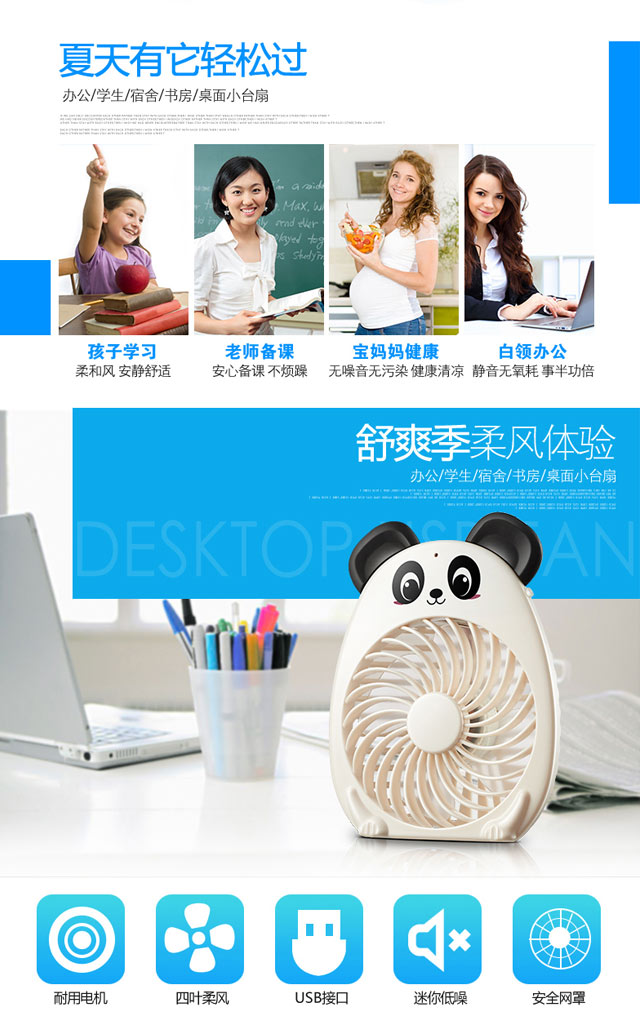 夏天有它轻松过
办公/学生/宿舍/书房/桌面小台扇
孩子学习
柔和风 安静舒适
老师备课
安心备课 不烦躁
宝妈妈健康
无噪音无污染 健康清凉
白领办公
静音无氧耗 事半功倍
舒爽季柔风体验
办公/学生/宿舍/书房/桌面小台扇
DESKTOP FAN
耐用电机
四叶柔风
USB接口
迷你低噪
安全网罩